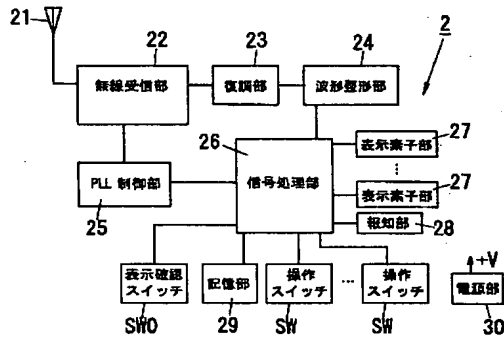 21
22
23
24
2
無線受信部
復調部
波形整形部
26
27
表示素子部
PLL 制御部
信号処理部
27
表示素子部
25
28
報知部
表示確認
スイッチ
記憶部
操作
スイッチ
…
操作
スイッチ
+V
電源部
SW0
29
SW
SW
30